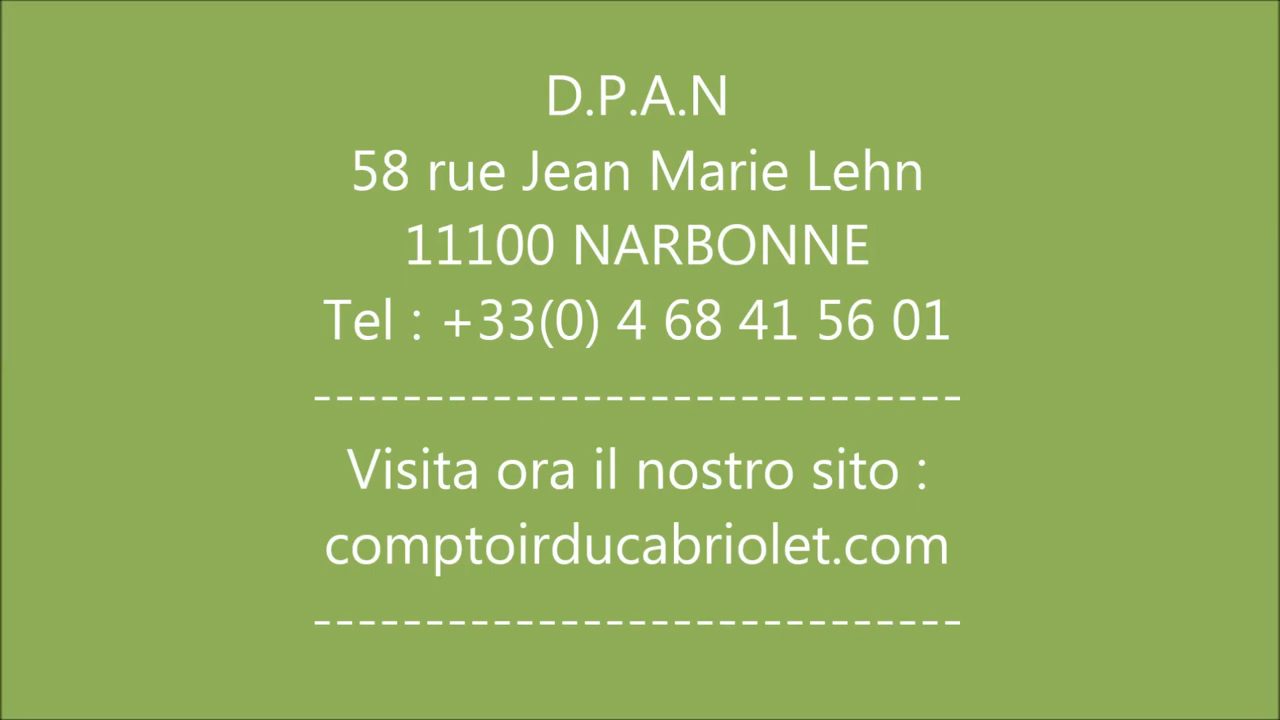 D.P.A.N
58 rue Jean Marie Lehn
11100 NARBONNE
Tel : +33(0) 4 68 41 56 01
-----------------------------
Visita ora il nostro sito :
comptoirducabriolet.com
-----------------------------